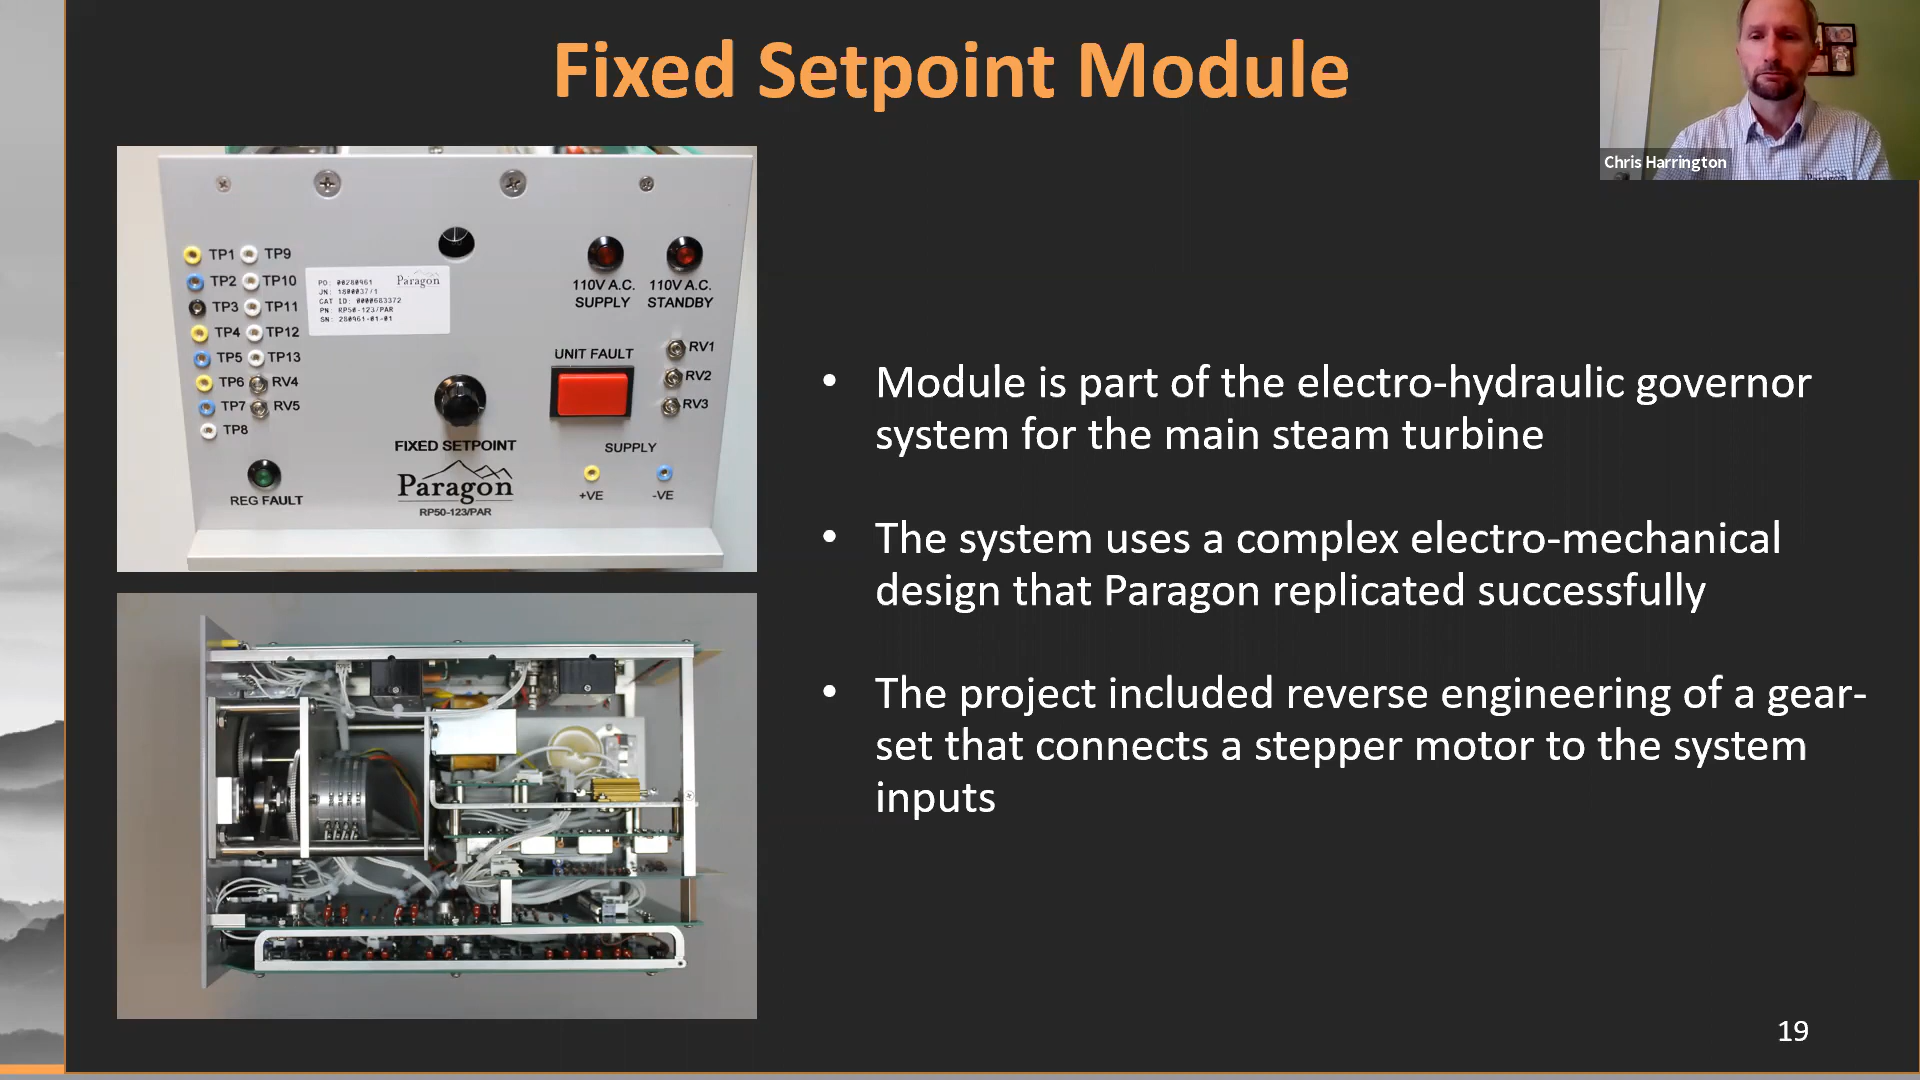 Fixed Setpoint Module
Chris Harrington
Paragon
TP1 TP9
TP2 TP10
TP3 TP11
TP4 TP12
TP5 TP13
TP6 RV4
TP7 RV5
TP8
REG FAULT
PO: 00280961
Paragon
JN: 1800037/1
CAT ID: 0000683372
PN: RP50-123/PAR
SN: 280961-01-01
FIXED SETPOINT
Paragon
RP50-123/PAR
110V A.C. SUPPLY
110V A.C. STANDBY
UNIT FAULT
RV1
RV2
RV3
SUPPLY
+VE -VE
• Module is part of the electro-hydraulic governor
system for the main steam turbine
• The system uses a complex electro-mechanical
design that Paragon replicated successfully
• The project included reverse engineering of a gear-
set that connects a stepper motor to the system
inputs
19